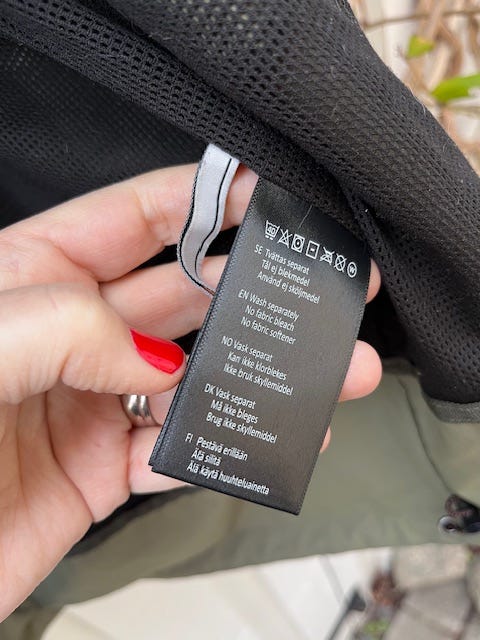 40
SE Tvättas separat
Tål ej blekmedel
Använd ej sköljmedel
EN Wash separately
No fabric bleach
No fabric softener
NO Vask separat
Kan ikke klorblekes
Ikke bruk skyllemiddel
DK Vask separat
Må ikke bleges
Brug ikke skyllemiddel
FI Pestävä erillään
Älä silitä
Älä käytä huuhteluainetta